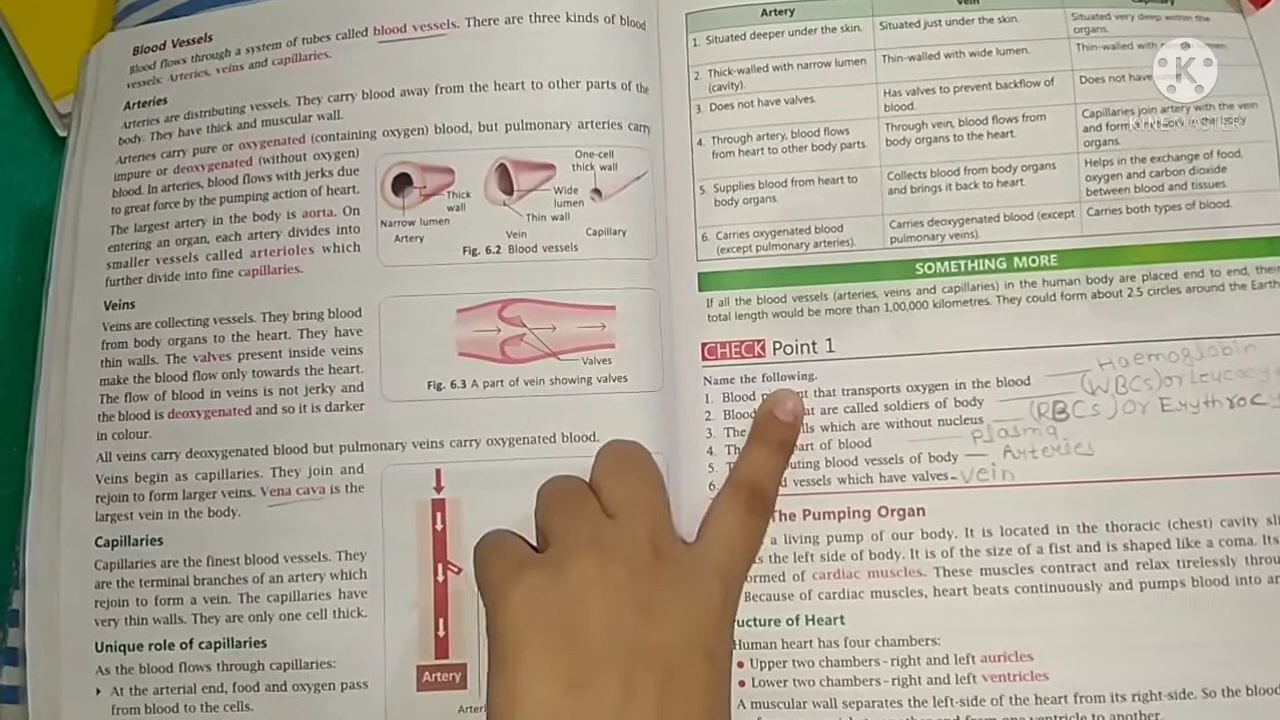 Blood Vessels
Blood flows through a system of tubes called blood vessels. There are three kinds of blood
vessels: Arteries, veins and capillaries.
Arteries
Arteries are distributing vessels. They carry blood away from the heart to other parts of the
body. They have thick and muscular wall.
Arteries carry pure or oxygenated (containing oxygen) blood, but pulmonary arteries carry
impure or deoxygenated (without oxygen)
blood. In arteries, blood flows with jerks due
to great force by the pumping action of heart.
The largest artery in the body is aorta. On
entering an organ, each artery divides into
smaller vessels called arterioles which
further divide into fine capillaries.
Thick
wall
Narrow lumen
Artery
Wide
lumen
Thin wall
Vein
One-cell
thick wall
Capillary
Fig. 6.2 Blood vessels
Veins
Veins are collecting vessels. They bring blood
from body organs to the heart. They have
thin walls. The valves present inside veins
make the blood flow only towards the heart.
The flow of blood in veins is not jerky and
the blood is deoxygenated and so it is darker
in colour.
Valves
Fig. 6.3 A part of vein showing valves
All veins carry deoxygenated blood but pulmonary veins carry oxygenated blood.
Veins begin as capillaries. They join and
rejoin to form larger veins. Vena cava is the
largest vein in the body.
Capillaries
Capillaries are the finest blood vessels. They
are the terminal branches of an artery which
rejoin to form a vein. The capillaries have
very thin walls. They are only one cell thick.
Unique role of capillaries
As the blood flows through capillaries:
At the arterial end, food and oxygen pass
from blood to the cells.
Artery
Arteri
Artery Vein
1. Situated deeper under the skin. Situated just under the skin. Situated very deep within the
organs.
2. Thick-walled with narrow lumen
(cavity). Thin-walled with wide lumen. Thin-walled with
3. Does not have valves. Has valves to prevent backflow of
blood. Does not have
4. Through artery, blood flows
from heart to other body parts. Through vein, blood flows from
body organs to the heart. Capillaries join artery with the vein
and form
organs.
5. Supplies blood from heart to
body organs. Collects blood from body organs
and brings it back to heart. Helps in the exchange of food,
oxygen and carbon dioxide
between blood and tissues.
6. Carries oxygenated blood
(except pulmonary arteries). Carries deoxygenated blood (except
pulmonary veins). Carries both types of blood.
K
KINEMASTER
SOMETHING MORE
If all the blood vessels (arteries, veins and capillaries) in the human body are placed end to end, their
total length would be more than 1,00,000 kilometres. They could form about 2.5 circles around the Earth
CHECK Point 1
Name the following.
1. Blood that transports oxygen in the blood Haemoglobin
2. Blood are called soldiers of body (WBCs) or Leucocy
3. The which are without nucleus (RBCs) Or Erythrocy
4. part of blood plasma
5. blood vessels of body Arteries
6. vessels which have valves- Vein
The Pumping Organ
a living pump of our body. It is located in the thoracic (chest) cavity
the left side of body. It is of the size of a fist and is shaped like a coma. Its
cardiac muscles. These muscles contract and relax tirelessly
Because of cardiac muscles, heart beats continuously and pumps blood into
ucture of Heart
Human heart has four chambers:
Upper two chambers-right and left auricles
Lower two chambers-right and left ventricles
A muscular wall separates the left-side of the heart from its right-side. So the blood
from one ventricle to another.